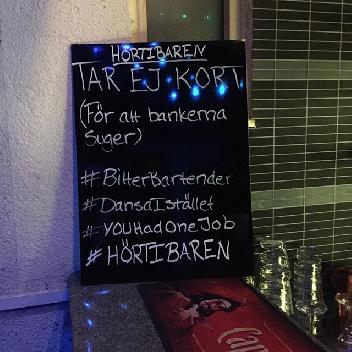 HÖRTIBAREN
TAR EJ KORT
(För att bankerna
suger)
#BitterBartender
#DansaIstället
#YOUHadOneJob
#HÖRTIBAREN